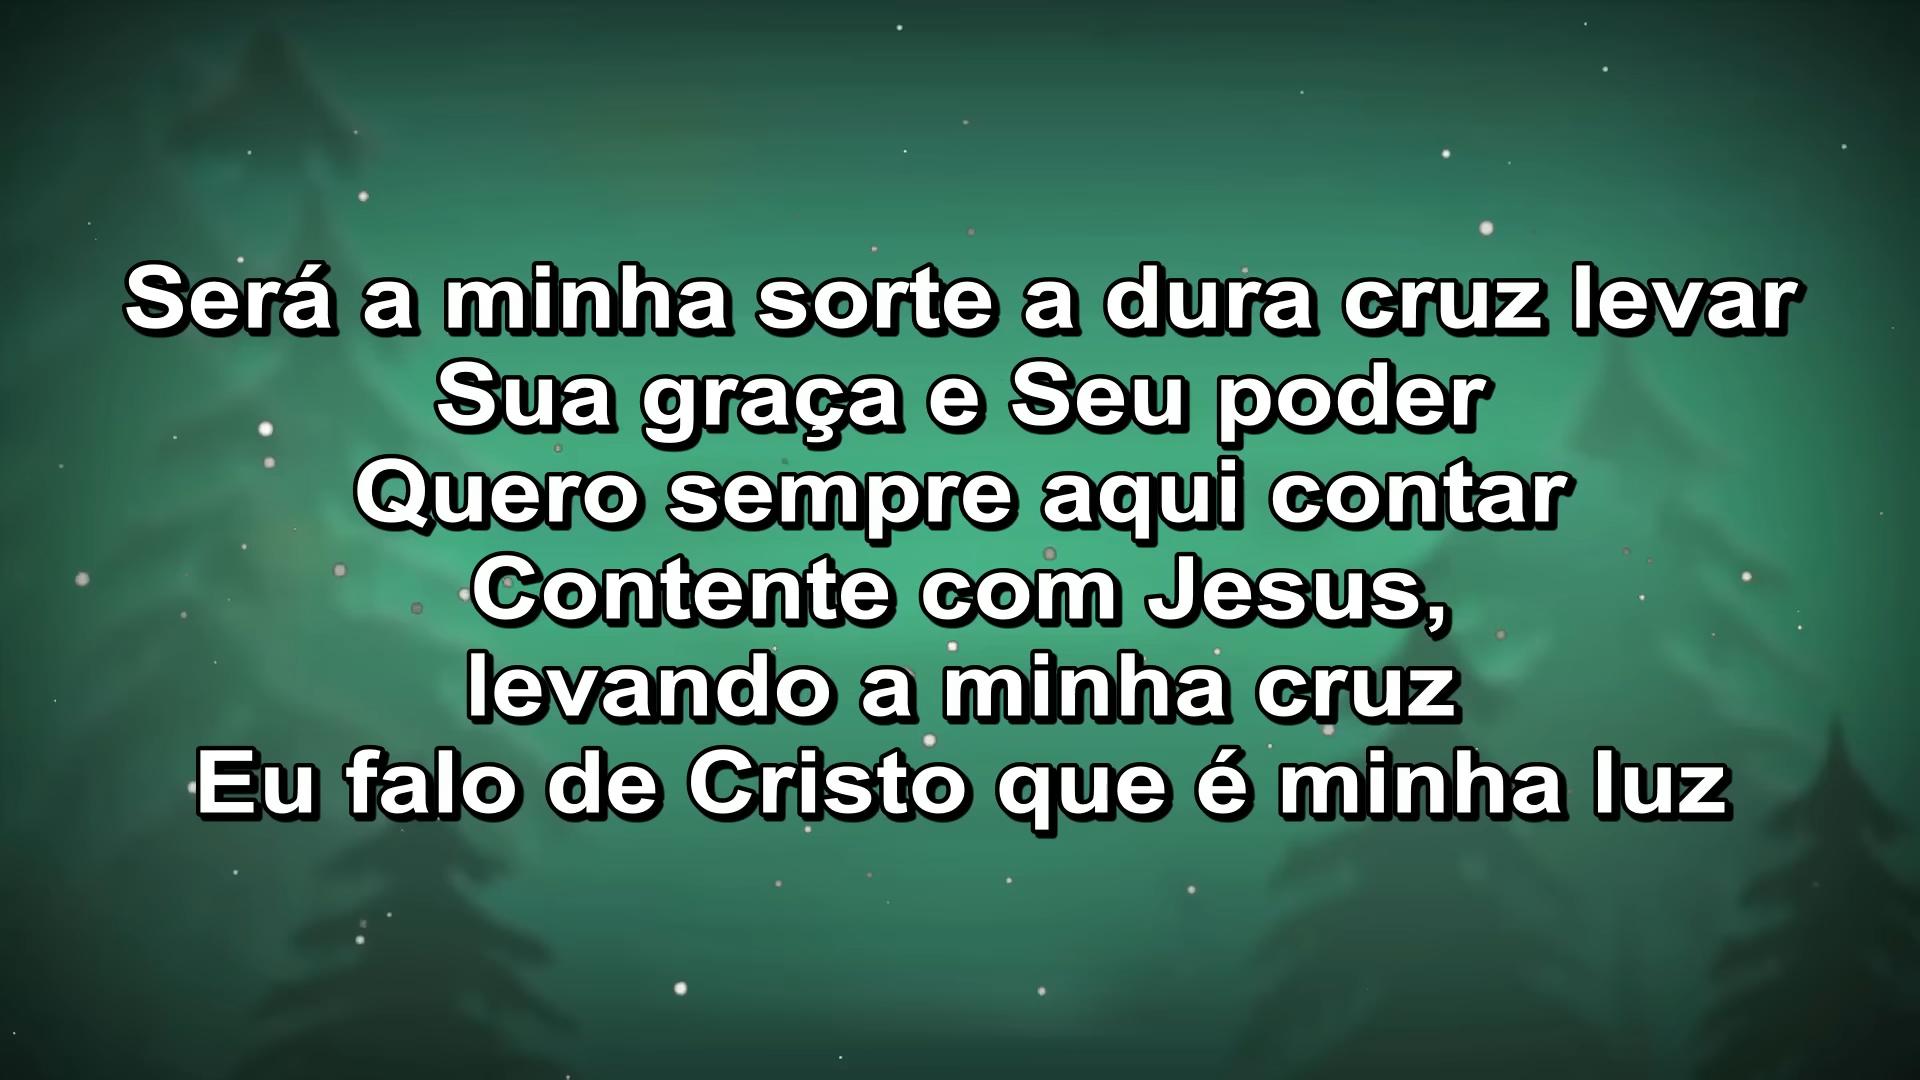 Será a minha sorte a dura cruz levar
Sua graça e Seu poder
Quero sempre aqui contar
Contente com Jesus,
levando a minha cruz
Eu falo de Cristo que é minha luz